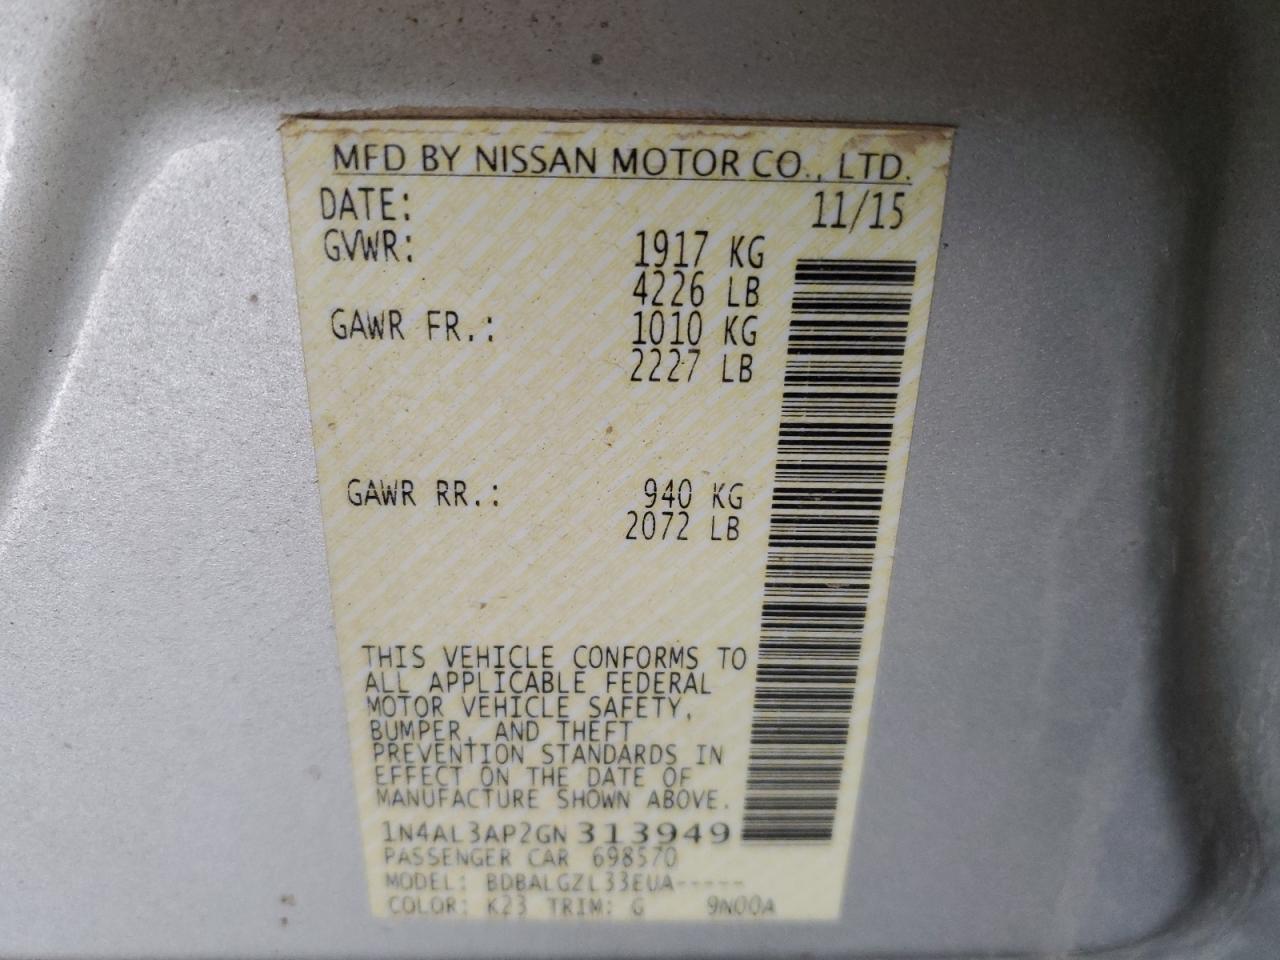 MFD BY NISSAN MOTOR CO., LTD.
DATE: 11/15
GVWR: 1917 KG
4226 LB
GAWR FR.: 1010 KG
2227 LB
GAWR RR.: 940 KG
2072 LB
THIS VEHICLE CONFORMS TO
ALL APPLICABLE FEDERAL
MOTOR VEHICLE SAFETY,
BUMPER, AND THEFT
PREVENTION STANDARDS IN
EFFECT ON THE DATE OF
MANUFACTURE SHOWN ABOVE.
1N4AL3AP2GN313949
PASSENGER CAR 698570
MODEL: BDBALGZL33EUA-----
COLOR: K23 TRIM: G 9N00A